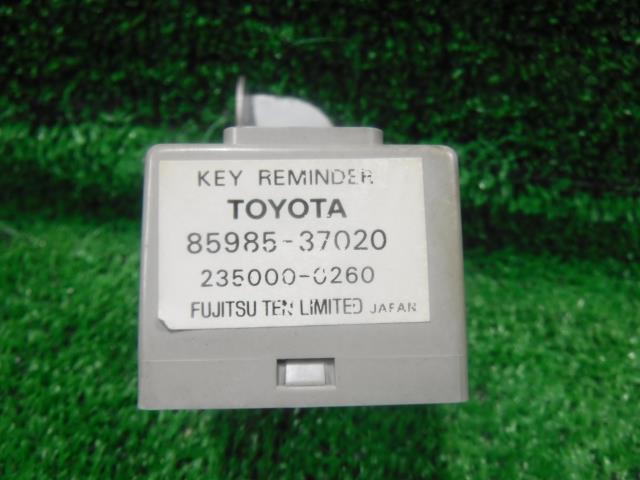 KEY REMINDER
TOYOTA
85985-37020
235000-0260
FUJITSU TEN LIMITED JAPAN